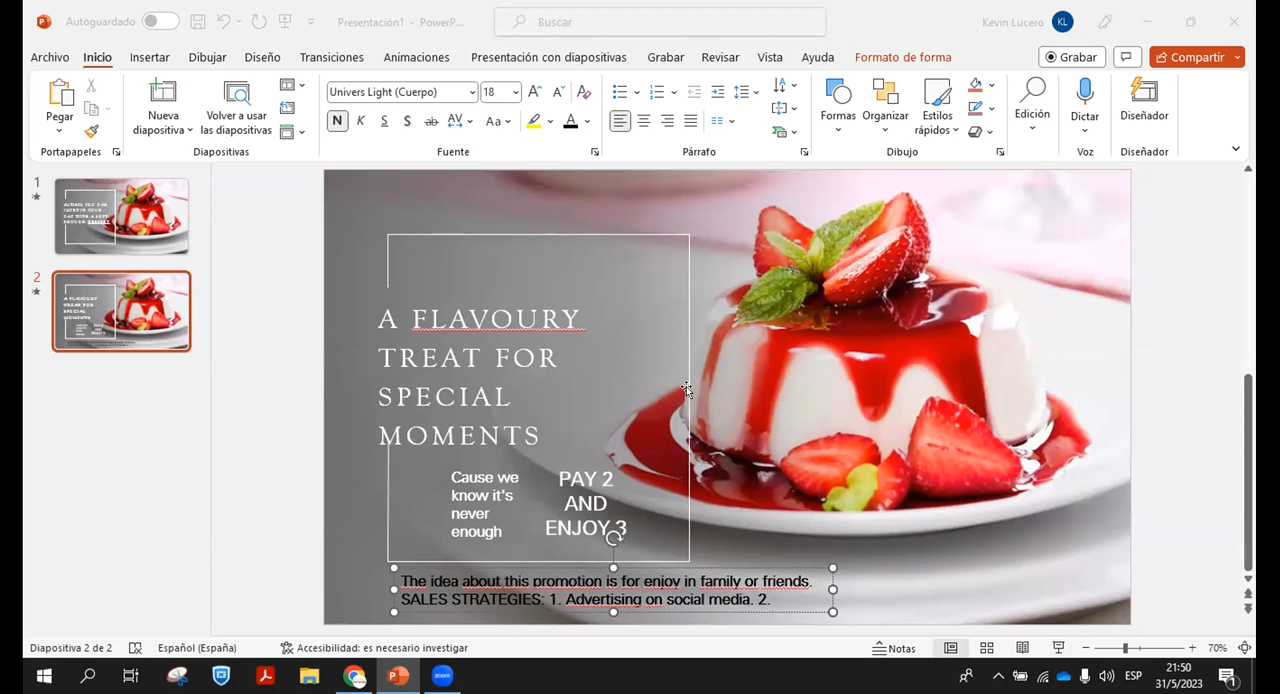 Autoguardado
Presentación1 - PowerP...
Buscar
Kevin Lucero
KL
Archivo Inicio Insertar Dibujar Diseño Transiciones Animaciones Presentación con diapositivas Grabar Revisar Vista Ayuda Formato de forma
Grabar
Compartir
Pegar
Nueva diapositiva
Volver a usar las diapositivas
Univers Light (Cuerpo)
18
N K S S ab AV Aa A
Formas
Organizar
Estilos rápidos
Edición
Dictar
Diseñador
Portapapeles
Diapositivas
Fuente
Párrafo
Dibujo
Voz
Diseñador
1
2
A FLAVOURY
TREAT FOR
SPECIAL
MOMENTS
Cause we
know it's
never
enough
PAY 2
AND
ENJOY 3
The idea about this promotion is for enjoy in family or friends.
SALES STRATEGIES: 1. Advertising on social media. 2.
Diapositiva 2 de 2
Español (España)
Accesibilidad: es necesario investigar
Notas
70%
zoom
ESP
21:50
31/5/2023